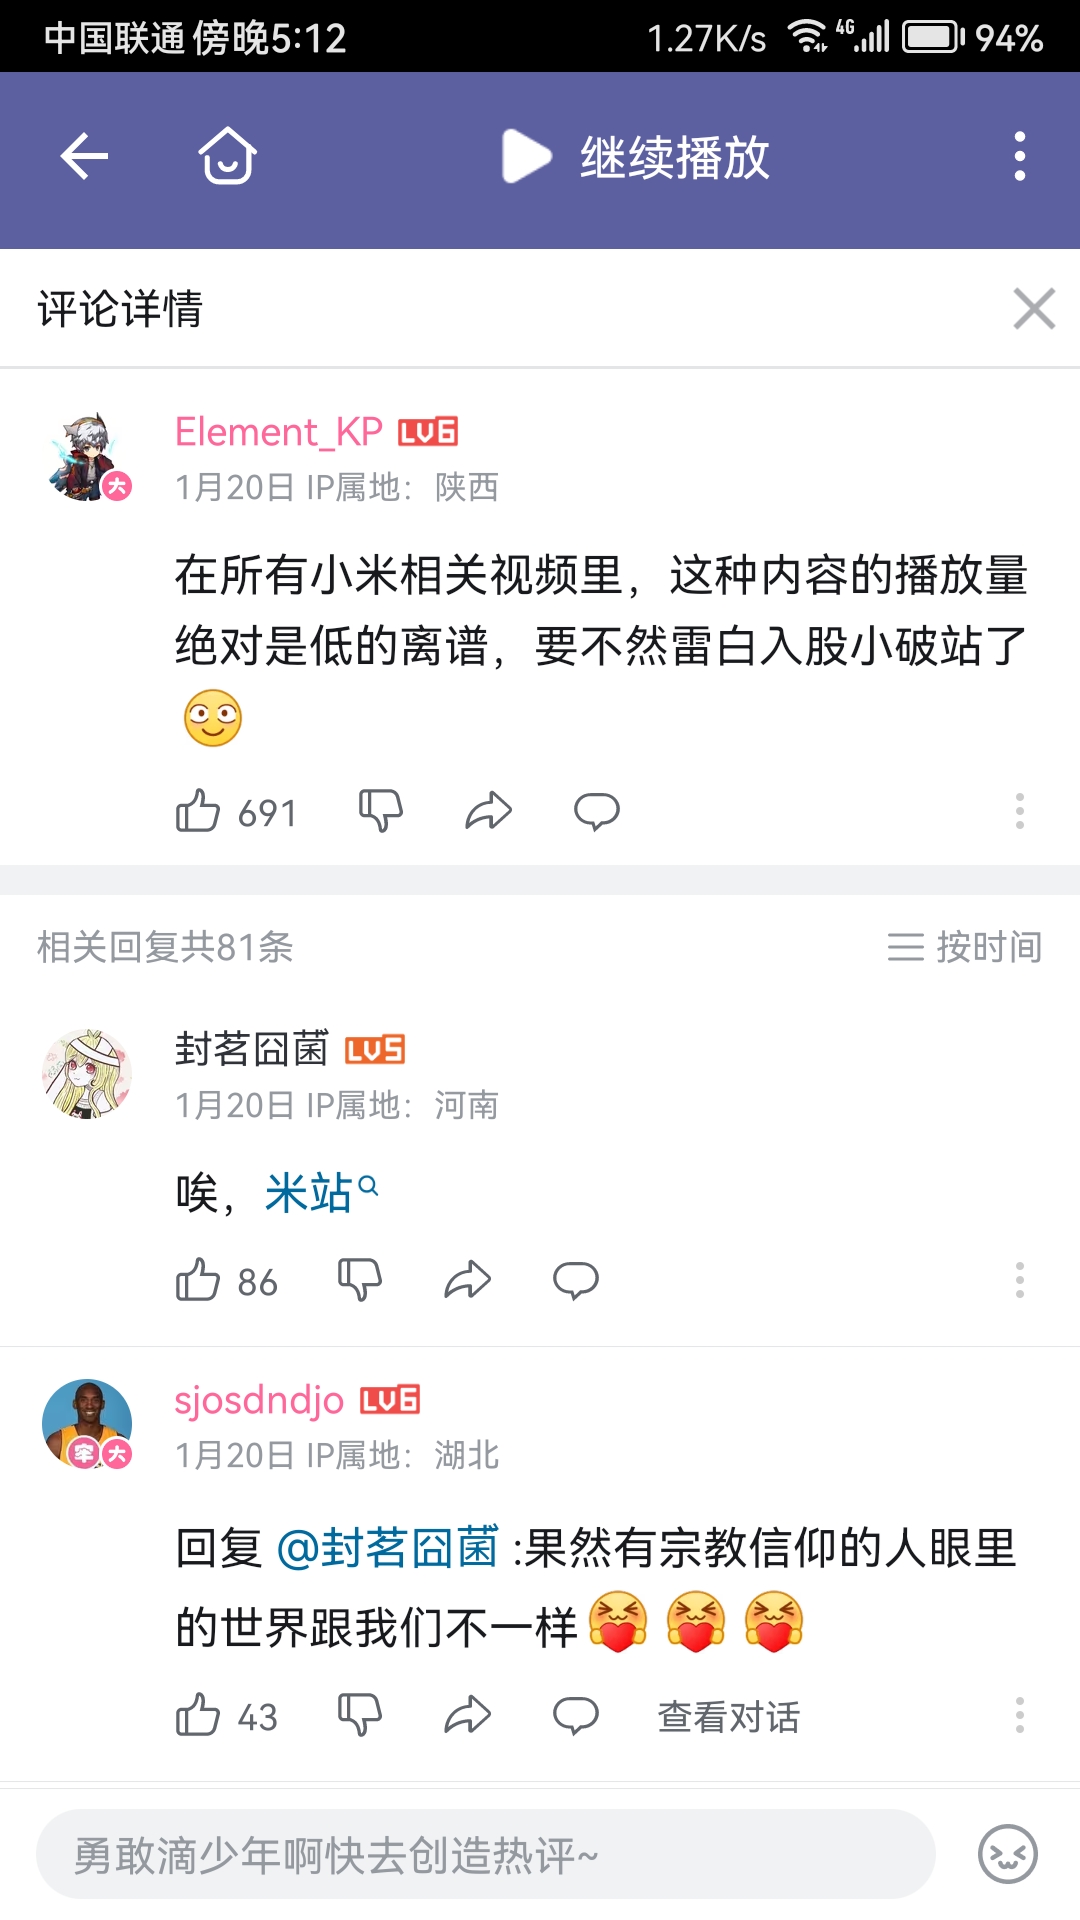 中国联通 傍晚5:12 1.27K/s 4G 94%
继续播放
评论详情
Element_KP LV6
大
1月20日 IP属地：陕西
在所有小米相关视频里，这种内容的播放量
绝对是低的离谱，要不然雷白入股小破站了
691
相关回复共81条 按时间
封茗囧菌 LV5
1月20日 IP属地：河南
唉，米站
86
sjosdndjo LV6
牢大
1月20日 IP属地：湖北
回复 @封茗囧菌 :果然有宗教信仰的人眼里
的世界跟我们不一样
43 查看对话
勇敢滴少年啊快去创造热评~